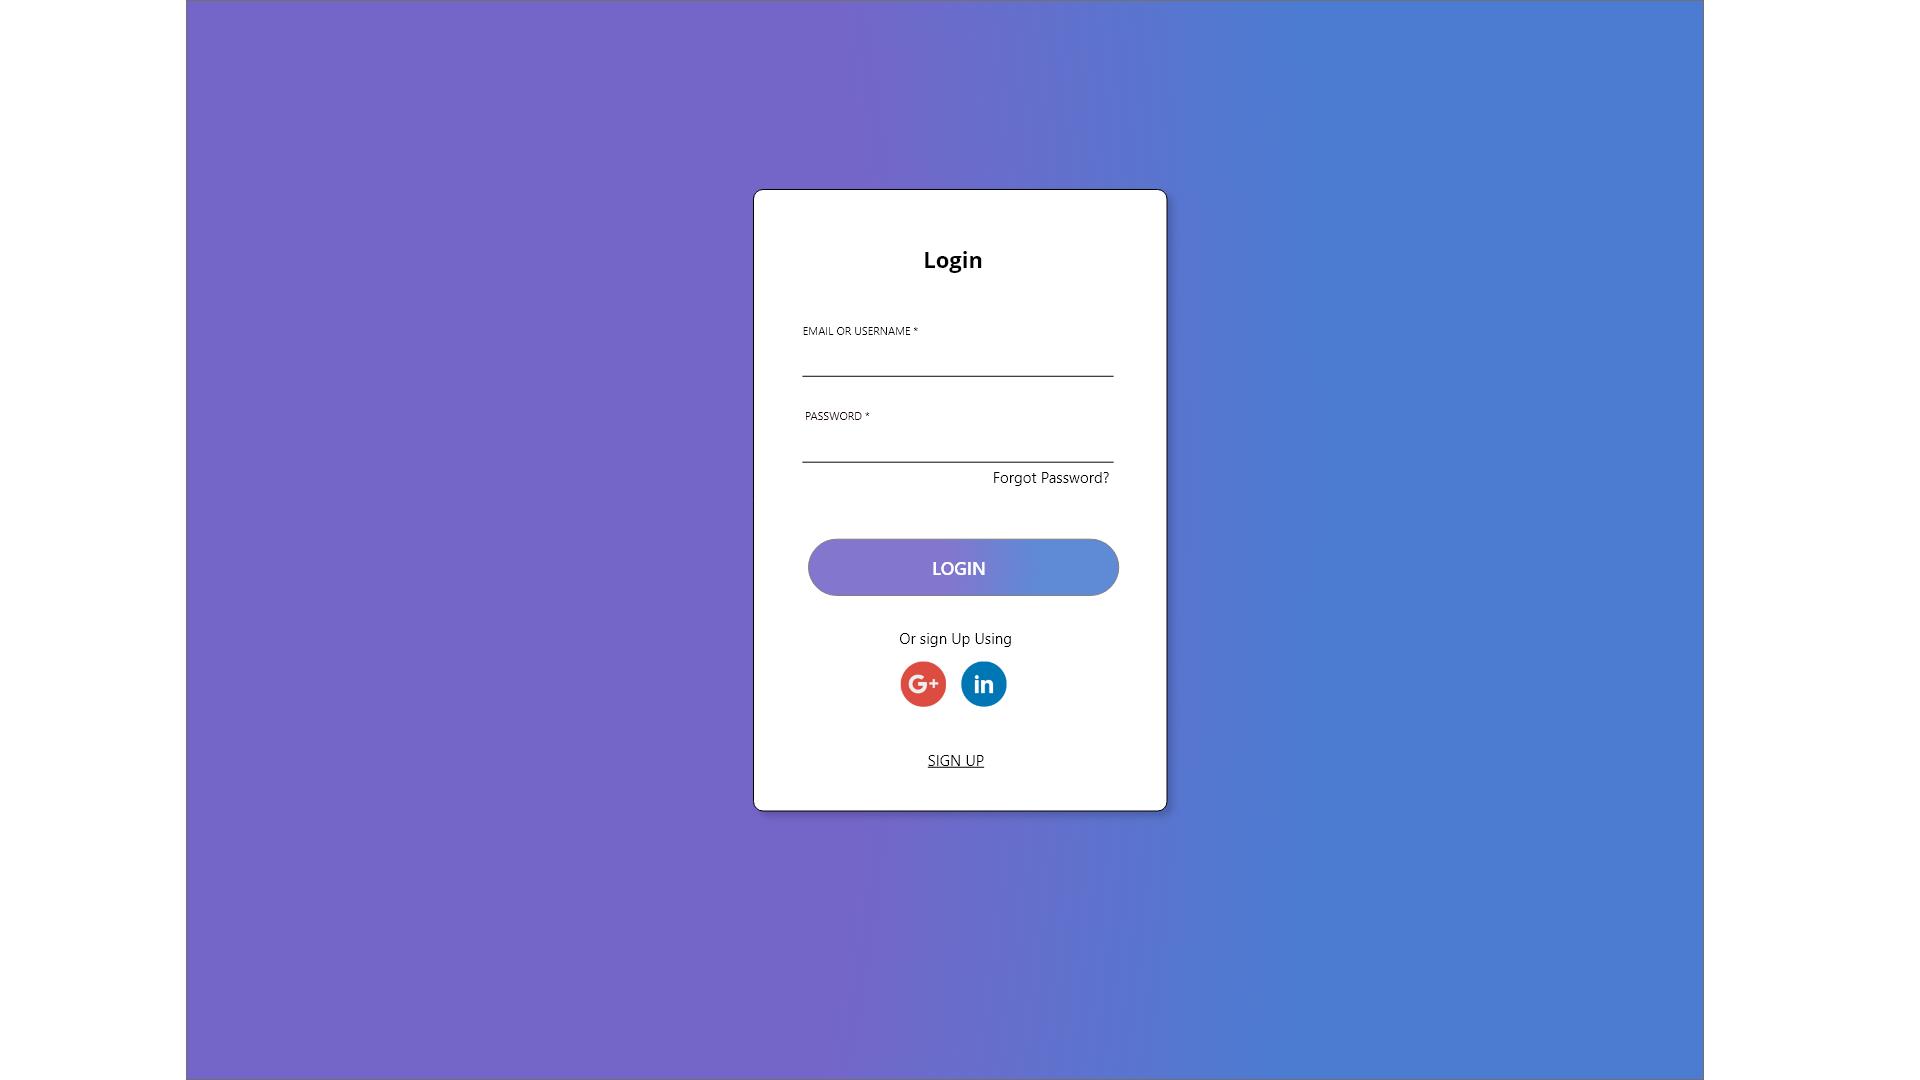 Login
EMAIL OR USERNAME *
PASSWORD *
Forgot Password?
LOGIN
Or sign Up Using
G+ in
SIGN UP